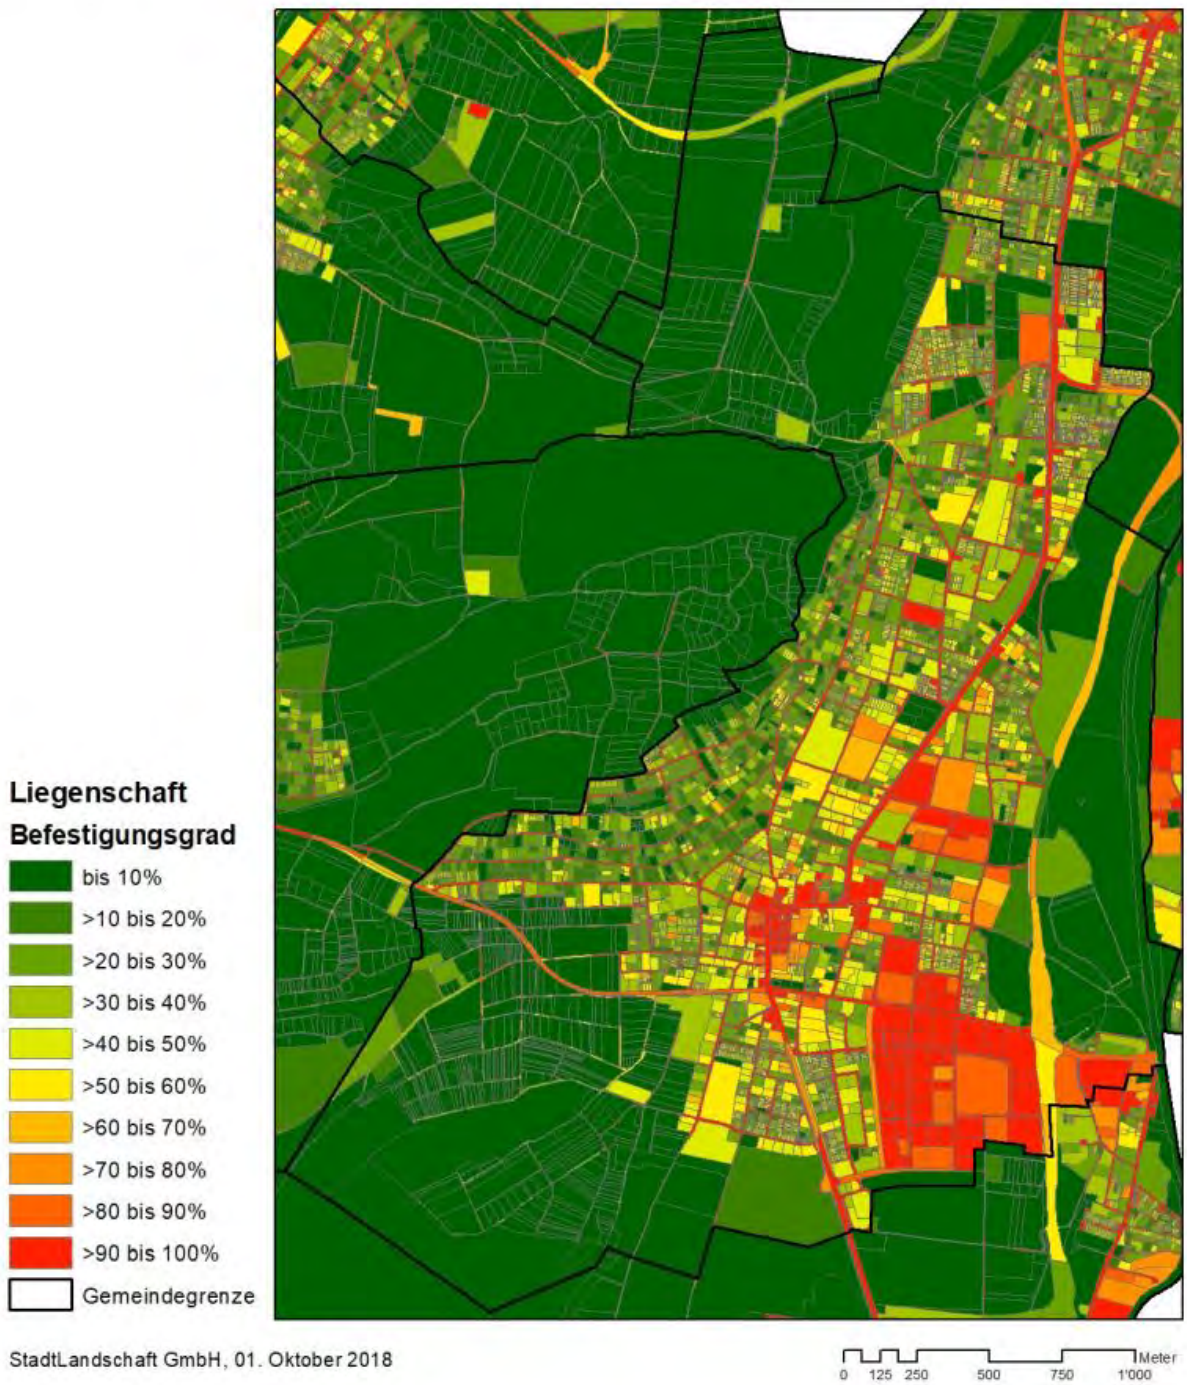 Liegenschaft
Befestigungsgrad
bis 10%
>10 bis 20%
>20 bis 30%
>30 bis 40%
>40 bis 50%
>50 bis 60%
>60 bis 70%
>70 bis 80%
>80 bis 90%
>90 bis 100%
Gemeindegrenze
StadtLandschaft GmbH, 01. Oktober 2018
Meter
0 125 250 500 750 1'000